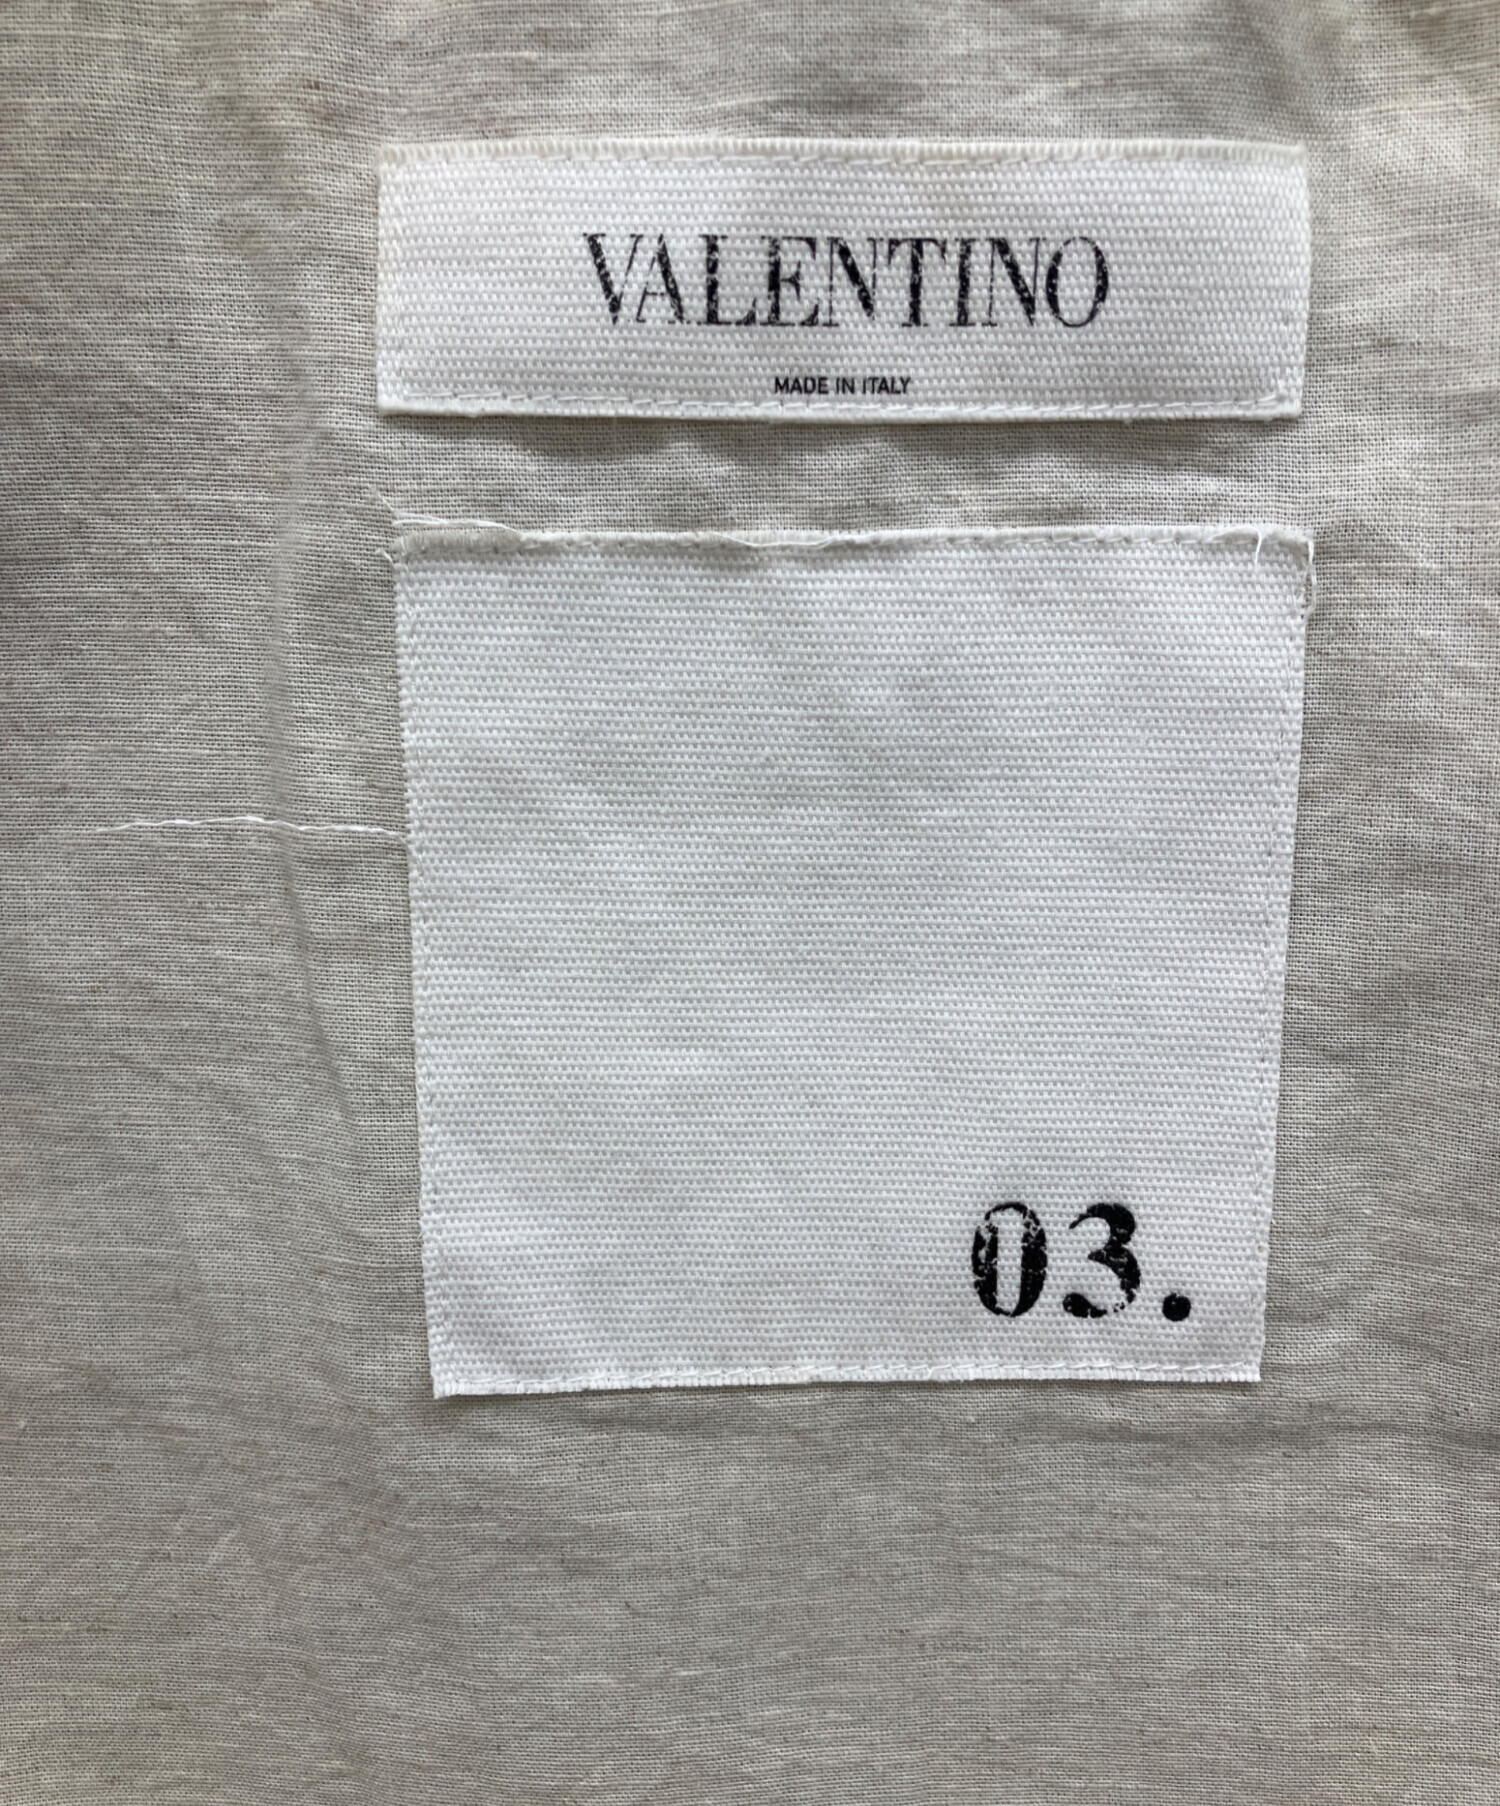 VALENTINO
MADE IN ITALY
03.